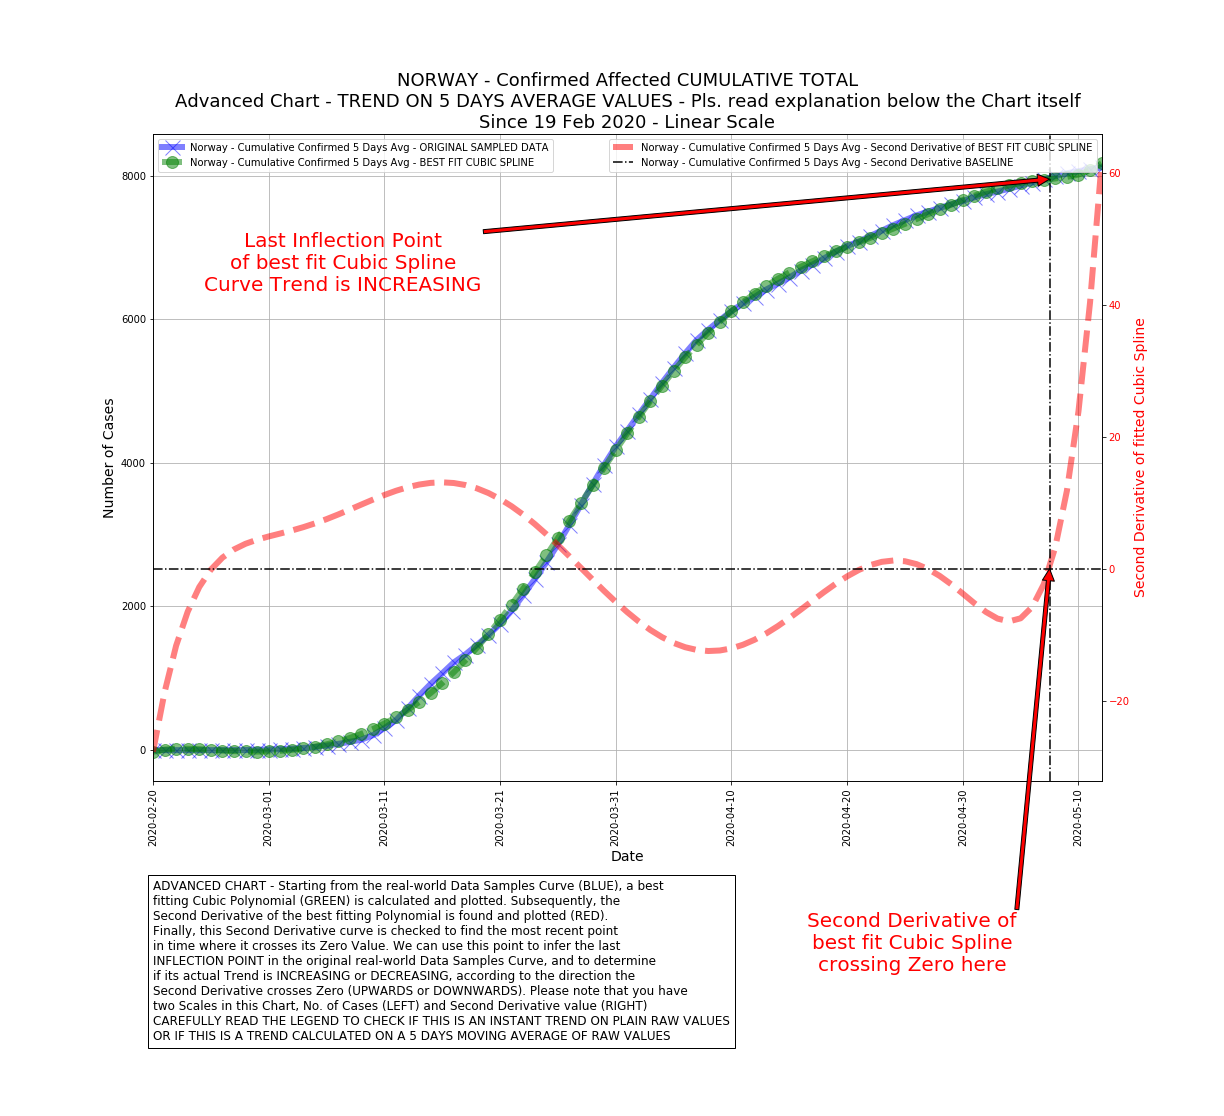 NORWAY - Confirmed Affected CUMULATIVE TOTAL
Advanced Chart - TREND ON 5 DAYS AVERAGE VALUES - Pls. read explanation below the Chart itself
Since 19 Feb 2020 - Linear Scale
Norway - Cumulative Confirmed 5 Days Avg - ORIGINAL SAMPLED DATA
Norway - Cumulative Confirmed 5 Days Avg - BEST FIT CUBIC SPLINE
Norway - Cumulative Confirmed 5 Days Avg - Second Derivative of BEST FIT CUBIC SPLINE
Norway - Cumulative Confirmed 5 Days Avg - Second Derivative BASELINE
Last Inflection Point
of best fit Cubic Spline
Curve Trend is INCREASING
Number of Cases
8000
6000
4000
2000
0
60
40
20
0
−20
Second Derivative of fitted Cubic Spline
2020-02-20
2020-03-01
2020-03-11
2020-03-21
2020-03-31
2020-04-10
2020-04-20
2020-04-30
2020-05-10
Date
ADVANCED CHART - Starting from the real-world Data Samples Curve (BLUE), a best
fitting Cubic Polynomial (GREEN) is calculated and plotted. Subsequently, the
Second Derivative of the best fitting Polynomial is found and plotted (RED).
Finally, this Second Derivative curve is checked to find the most recent point
in time where it crosses its Zero Value. We can use this point to infer the last
INFLECTION POINT in the original real-world Data Samples Curve, and to determine
if its actual Trend is INCREASING or DECREASING, according to the direction the
Second Derivative crosses Zero (UPWARDS or DOWNWARDS). Please note that you have
two Scales in this Chart, No. of Cases (LEFT) and Second Derivative value (RIGHT)
CAREFULLY READ THE LEGEND TO CHECK IF THIS IS AN INSTANT TREND ON PLAIN RAW VALUES
OR IF THIS IS A TREND CALCULATED ON A 5 DAYS MOVING AVERAGE OF RAW VALUES
Second Derivative of
best fit Cubic Spline
crossing Zero here